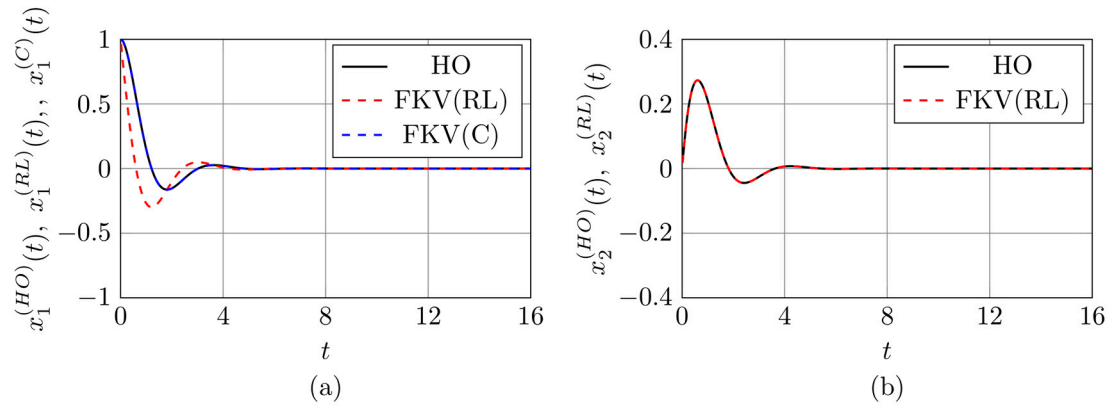 x_1^{(HO)}(t), x_1^{(RL)}(t),, x_1^{(C)}(t)
1
0.5
0
−0.5
−1
HO
FKV(RL)
FKV(C)
0 4 8 12 16
t
(a)
x_2^{(HO)}(t), x_2^{(RL)}(t)
0.4
0.2
0
−0.2
−0.4
HO
FKV(RL)
0 4 8 12 16
t
(b)